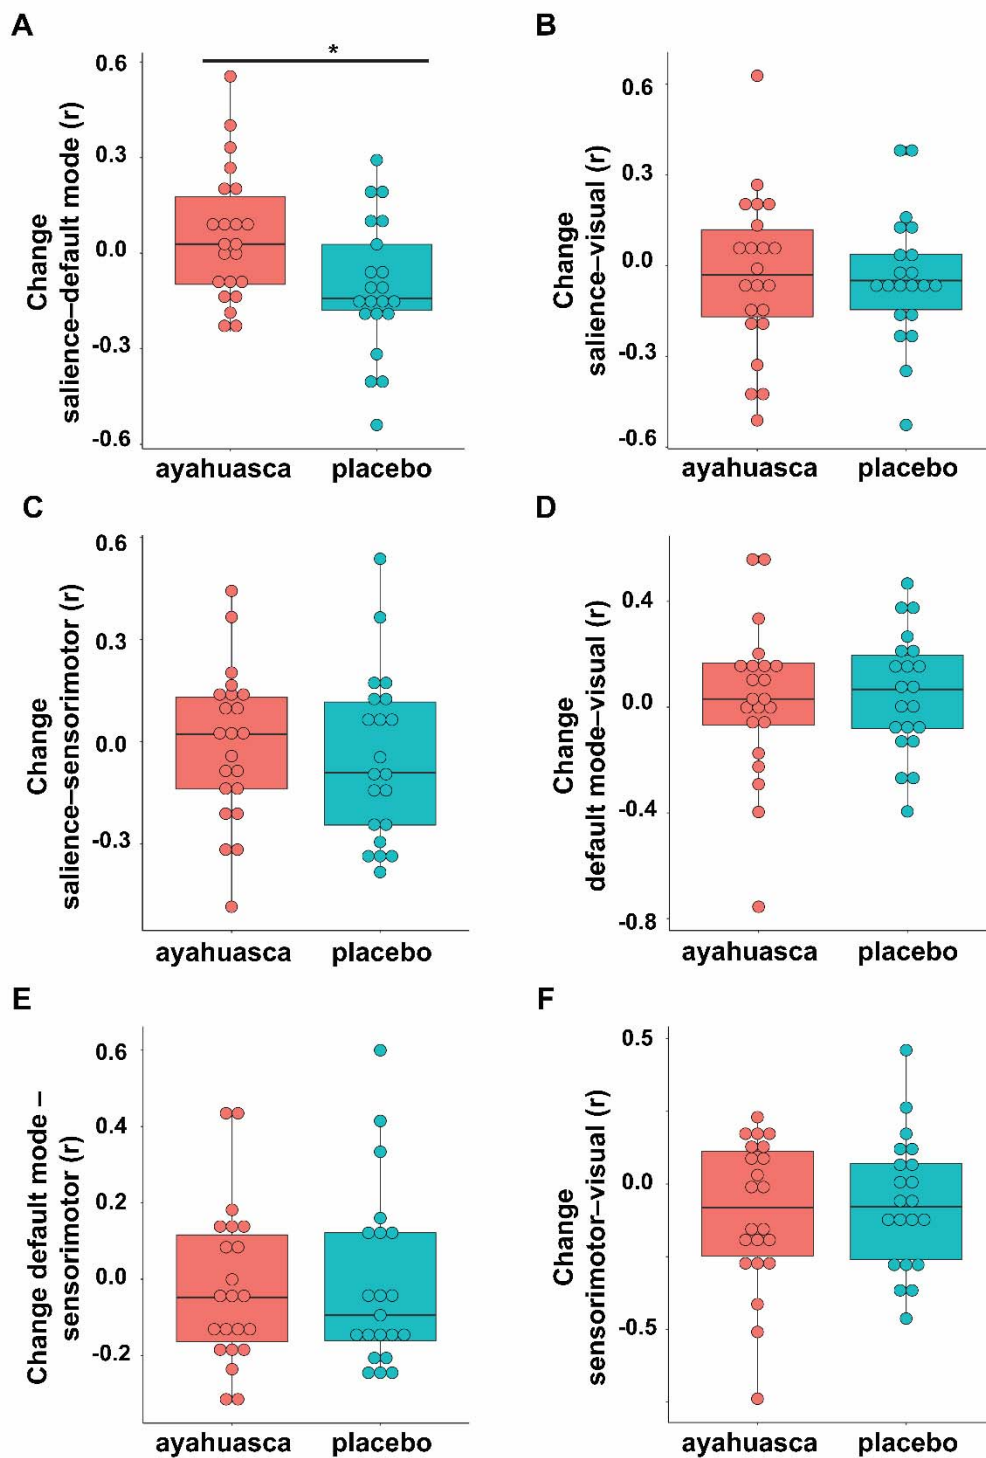 A
*
Change
salience–default mode (r)
0.6
0.3
0.0
-0.3
-0.6
ayahuasca placebo
B
Change
salience–visual (r)
0.6
0.3
0.0
-0.3
-0.6
ayahuasca placebo
C
Change
salience–sensorimotor (r)
0.6
0.3
0.0
-0.3
ayahuasca placebo
D
Change
default mode–visual (r)
0.4
0.0
-0.4
-0.8
ayahuasca placebo
E
Change default mode –
sensorimotor (r)
0.6
0.4
0.2
0.0
-0.2
ayahuasca placebo
F
Change
sensorimotor–visual (r)
0.5
0.0
-0.5
ayahuasca placebo